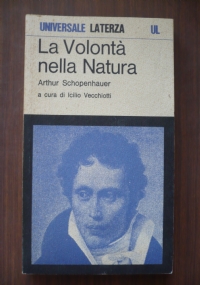 UNIVERSALE LATERZA UL
La Volontà
nella Natura
Arthur Schopenhauer
a cura di Icilio Vecchiotti